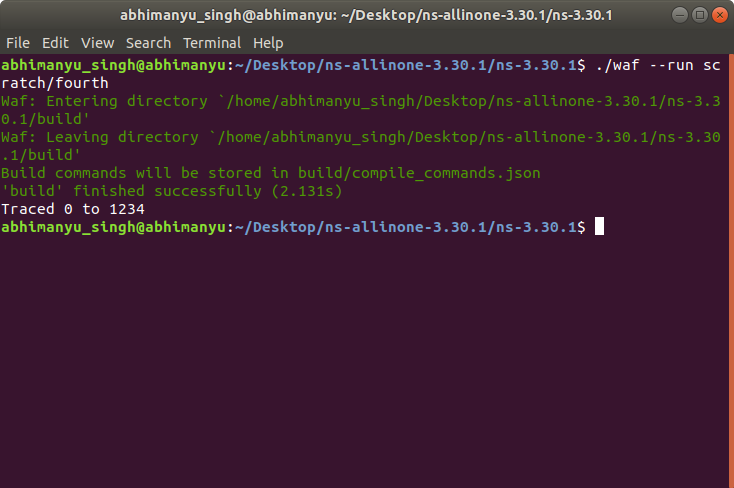 abhimanyu_singh@abhimanyu: ~/Desktop/ns-allinone-3.30.1/ns-3.30.1
File Edit View Search Terminal Help
abhimanyu_singh@abhimanyu:~/Desktop/ns-allinone-3.30.1/ns-3.30.1$ ./waf --run sc
ratch/fourth
Waf: Entering directory `/home/abhimanyu_singh/Desktop/ns-allinone-3.30.1/ns-3.3
0.1/build'
Waf: Leaving directory `/home/abhimanyu_singh/Desktop/ns-allinone-3.30.1/ns-3.30
.1/build'
Build commands will be stored in build/compile_commands.json
'build' finished successfully (2.131s)
Traced 0 to 1234
abhimanyu_singh@abhimanyu:~/Desktop/ns-allinone-3.30.1/ns-3.30.1$